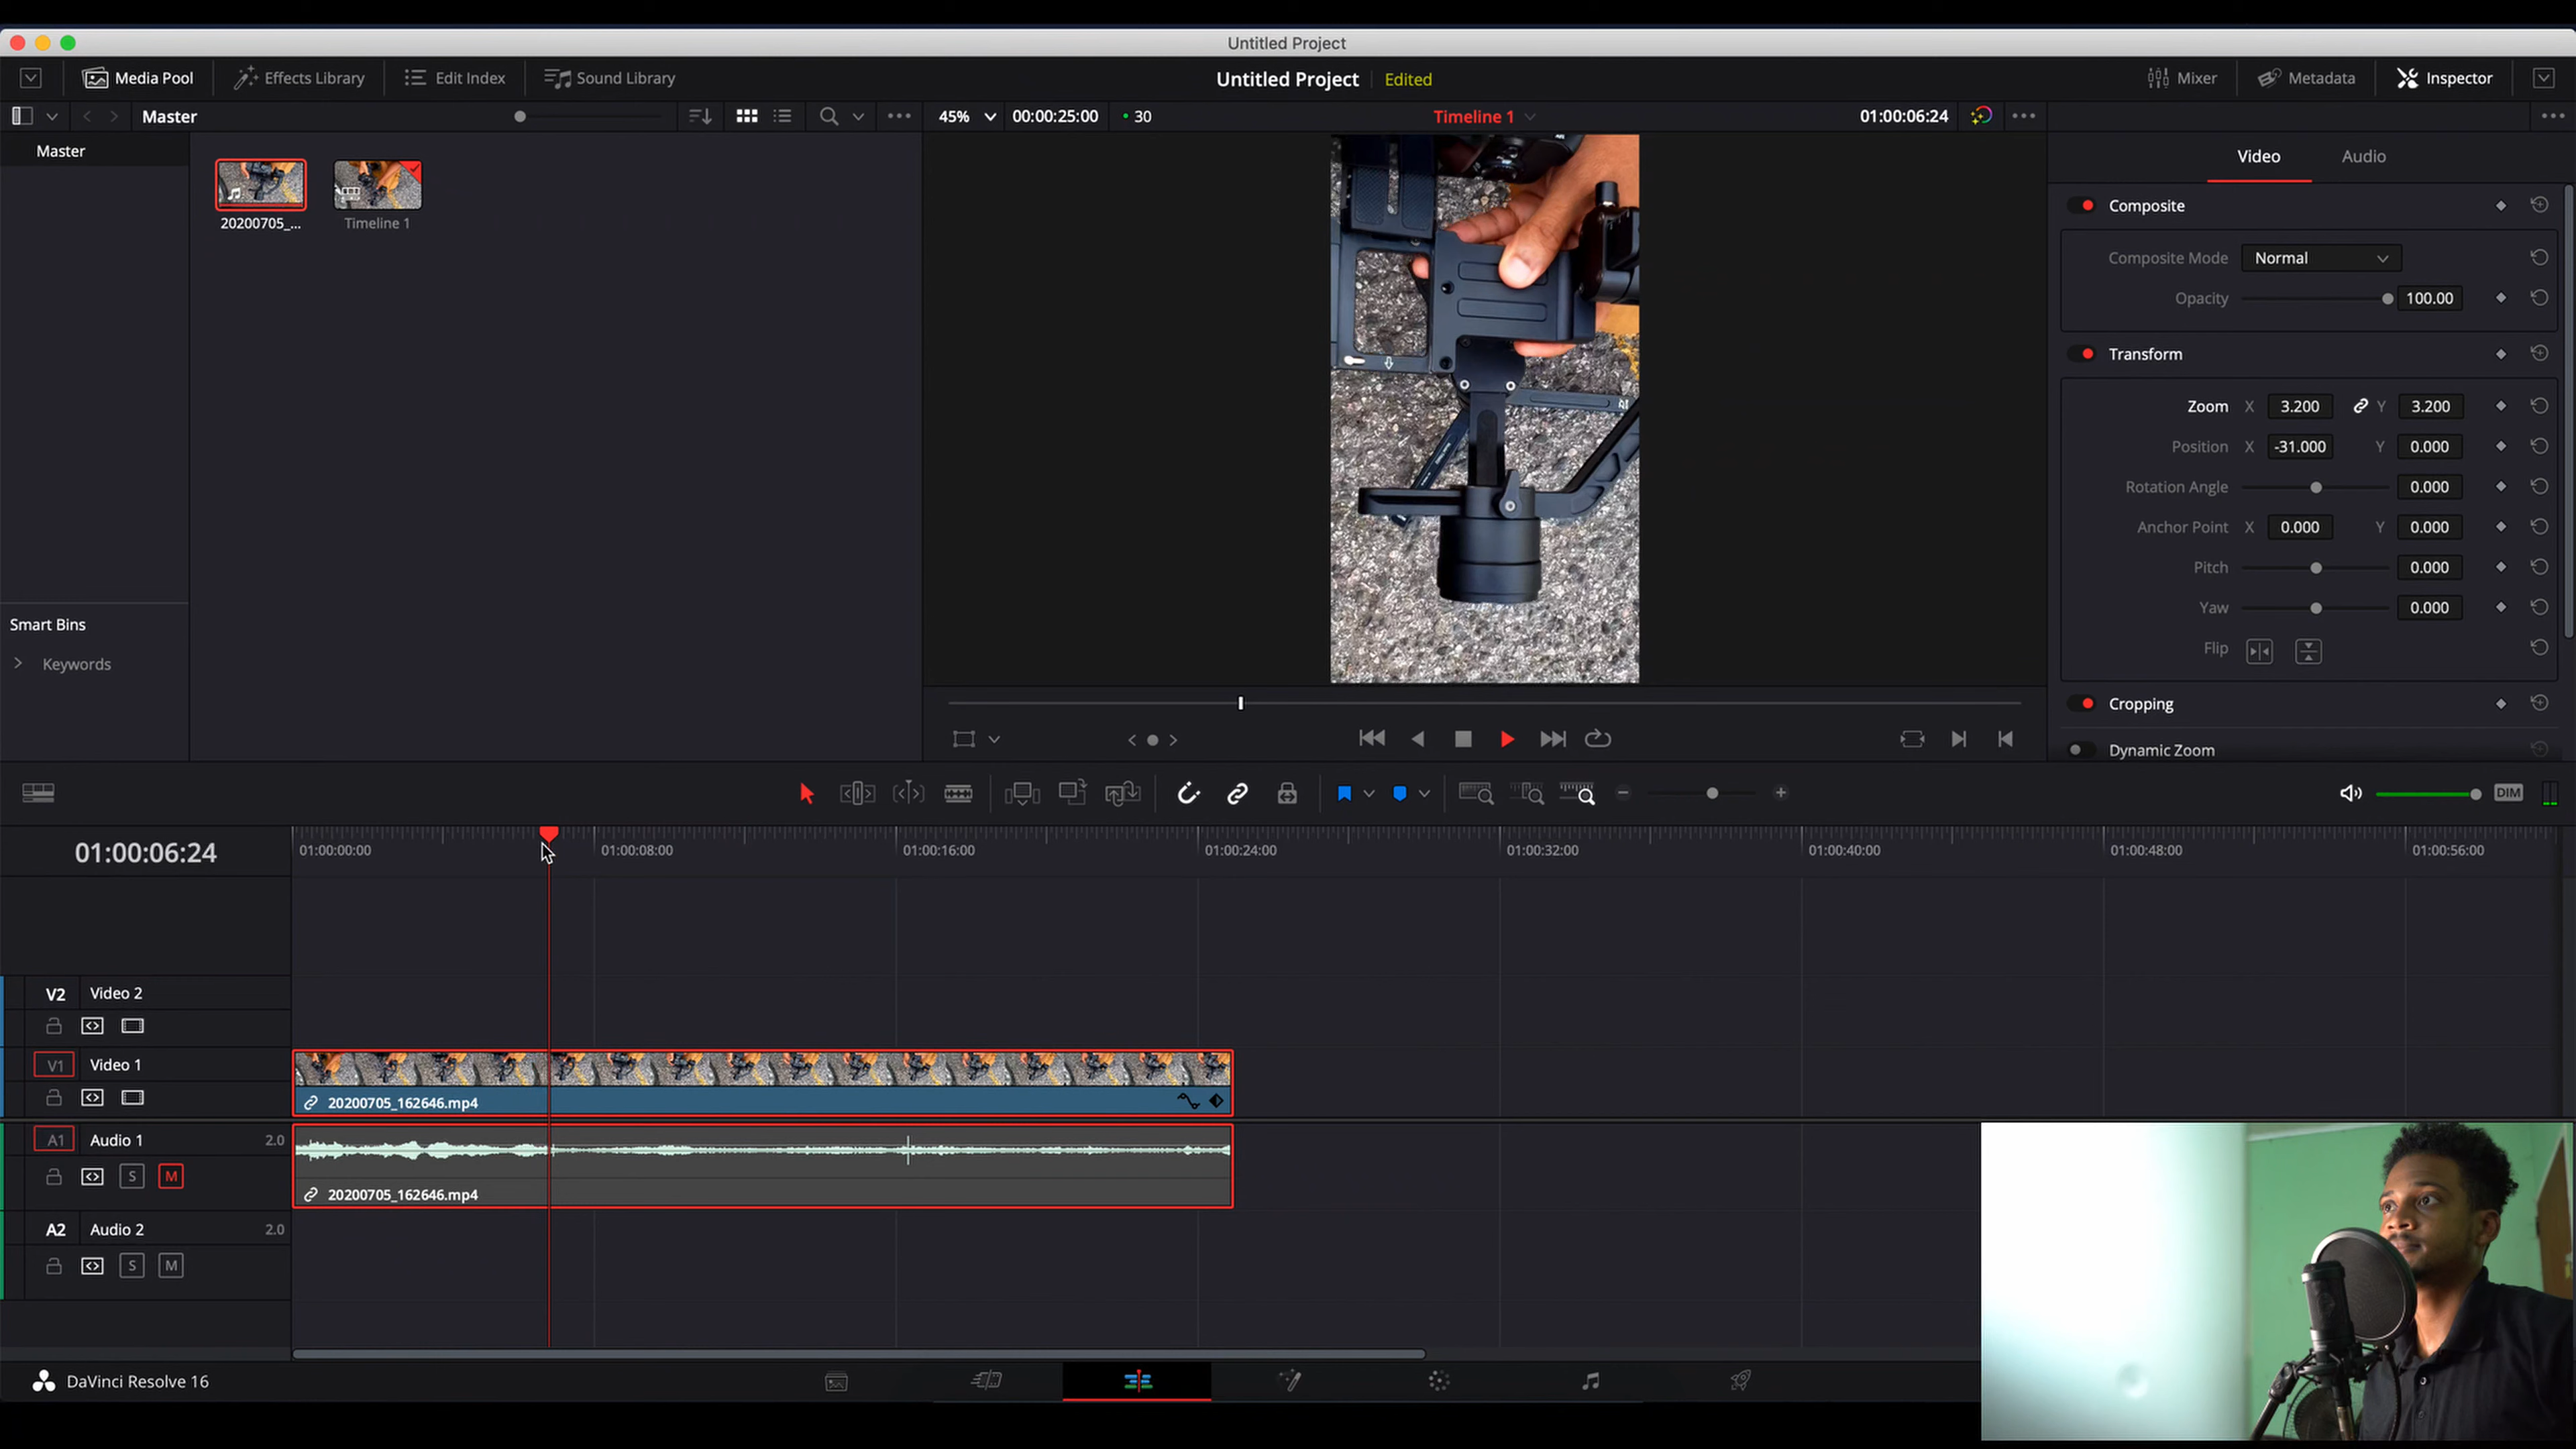 Untitled Project
Media Pool Effects Library Edit Index Sound Library Untitled Project Edited Mixer Metadata Inspector
Master 45% 00:00:25:00 30 Timeline 1 01:00:06:24
Master
20200705_... Timeline 1
Video Audio
Composite
Composite Mode Normal
Opacity 100.00
Transform
Zoom X 3.200 Y 3.200
Position X -31.000 Y 0.000
Rotation Angle 0.000
Anchor Point X 0.000 Y 0.000
Pitch 0.000
Yaw 0.000
Flip
Cropping
Dynamic Zoom
Smart Bins
Keywords
DIM
01:00:06:24 01:00:00:00 01:00:08:00 01:00:16:00 01:00:24:00 01:00:32:00 01:00:40:00 01:00:48:00 01:00:56:00
V2 Video 2
V1 Video 1
20200705_162646.mp4
A1 Audio 1 2.0
S M
20200705_162646.mp4
A2 Audio 2 2.0
S M
DaVinci Resolve 16